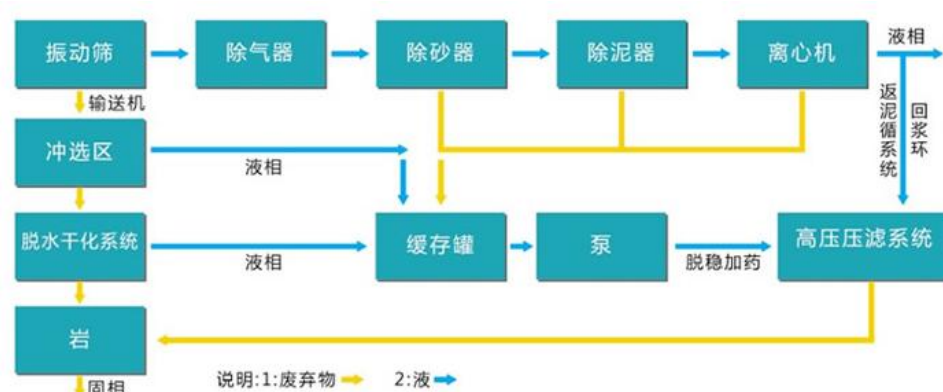 振动筛
除气器
除砂器
除泥器
离心机
液相
输送机
返泥循系统
回浆环
冲选区
液相
脱水干化系统
液相
缓存罐
泵
脱稳加药
高压压滤系统
岩
固相
说明:1:废弃物 2:液